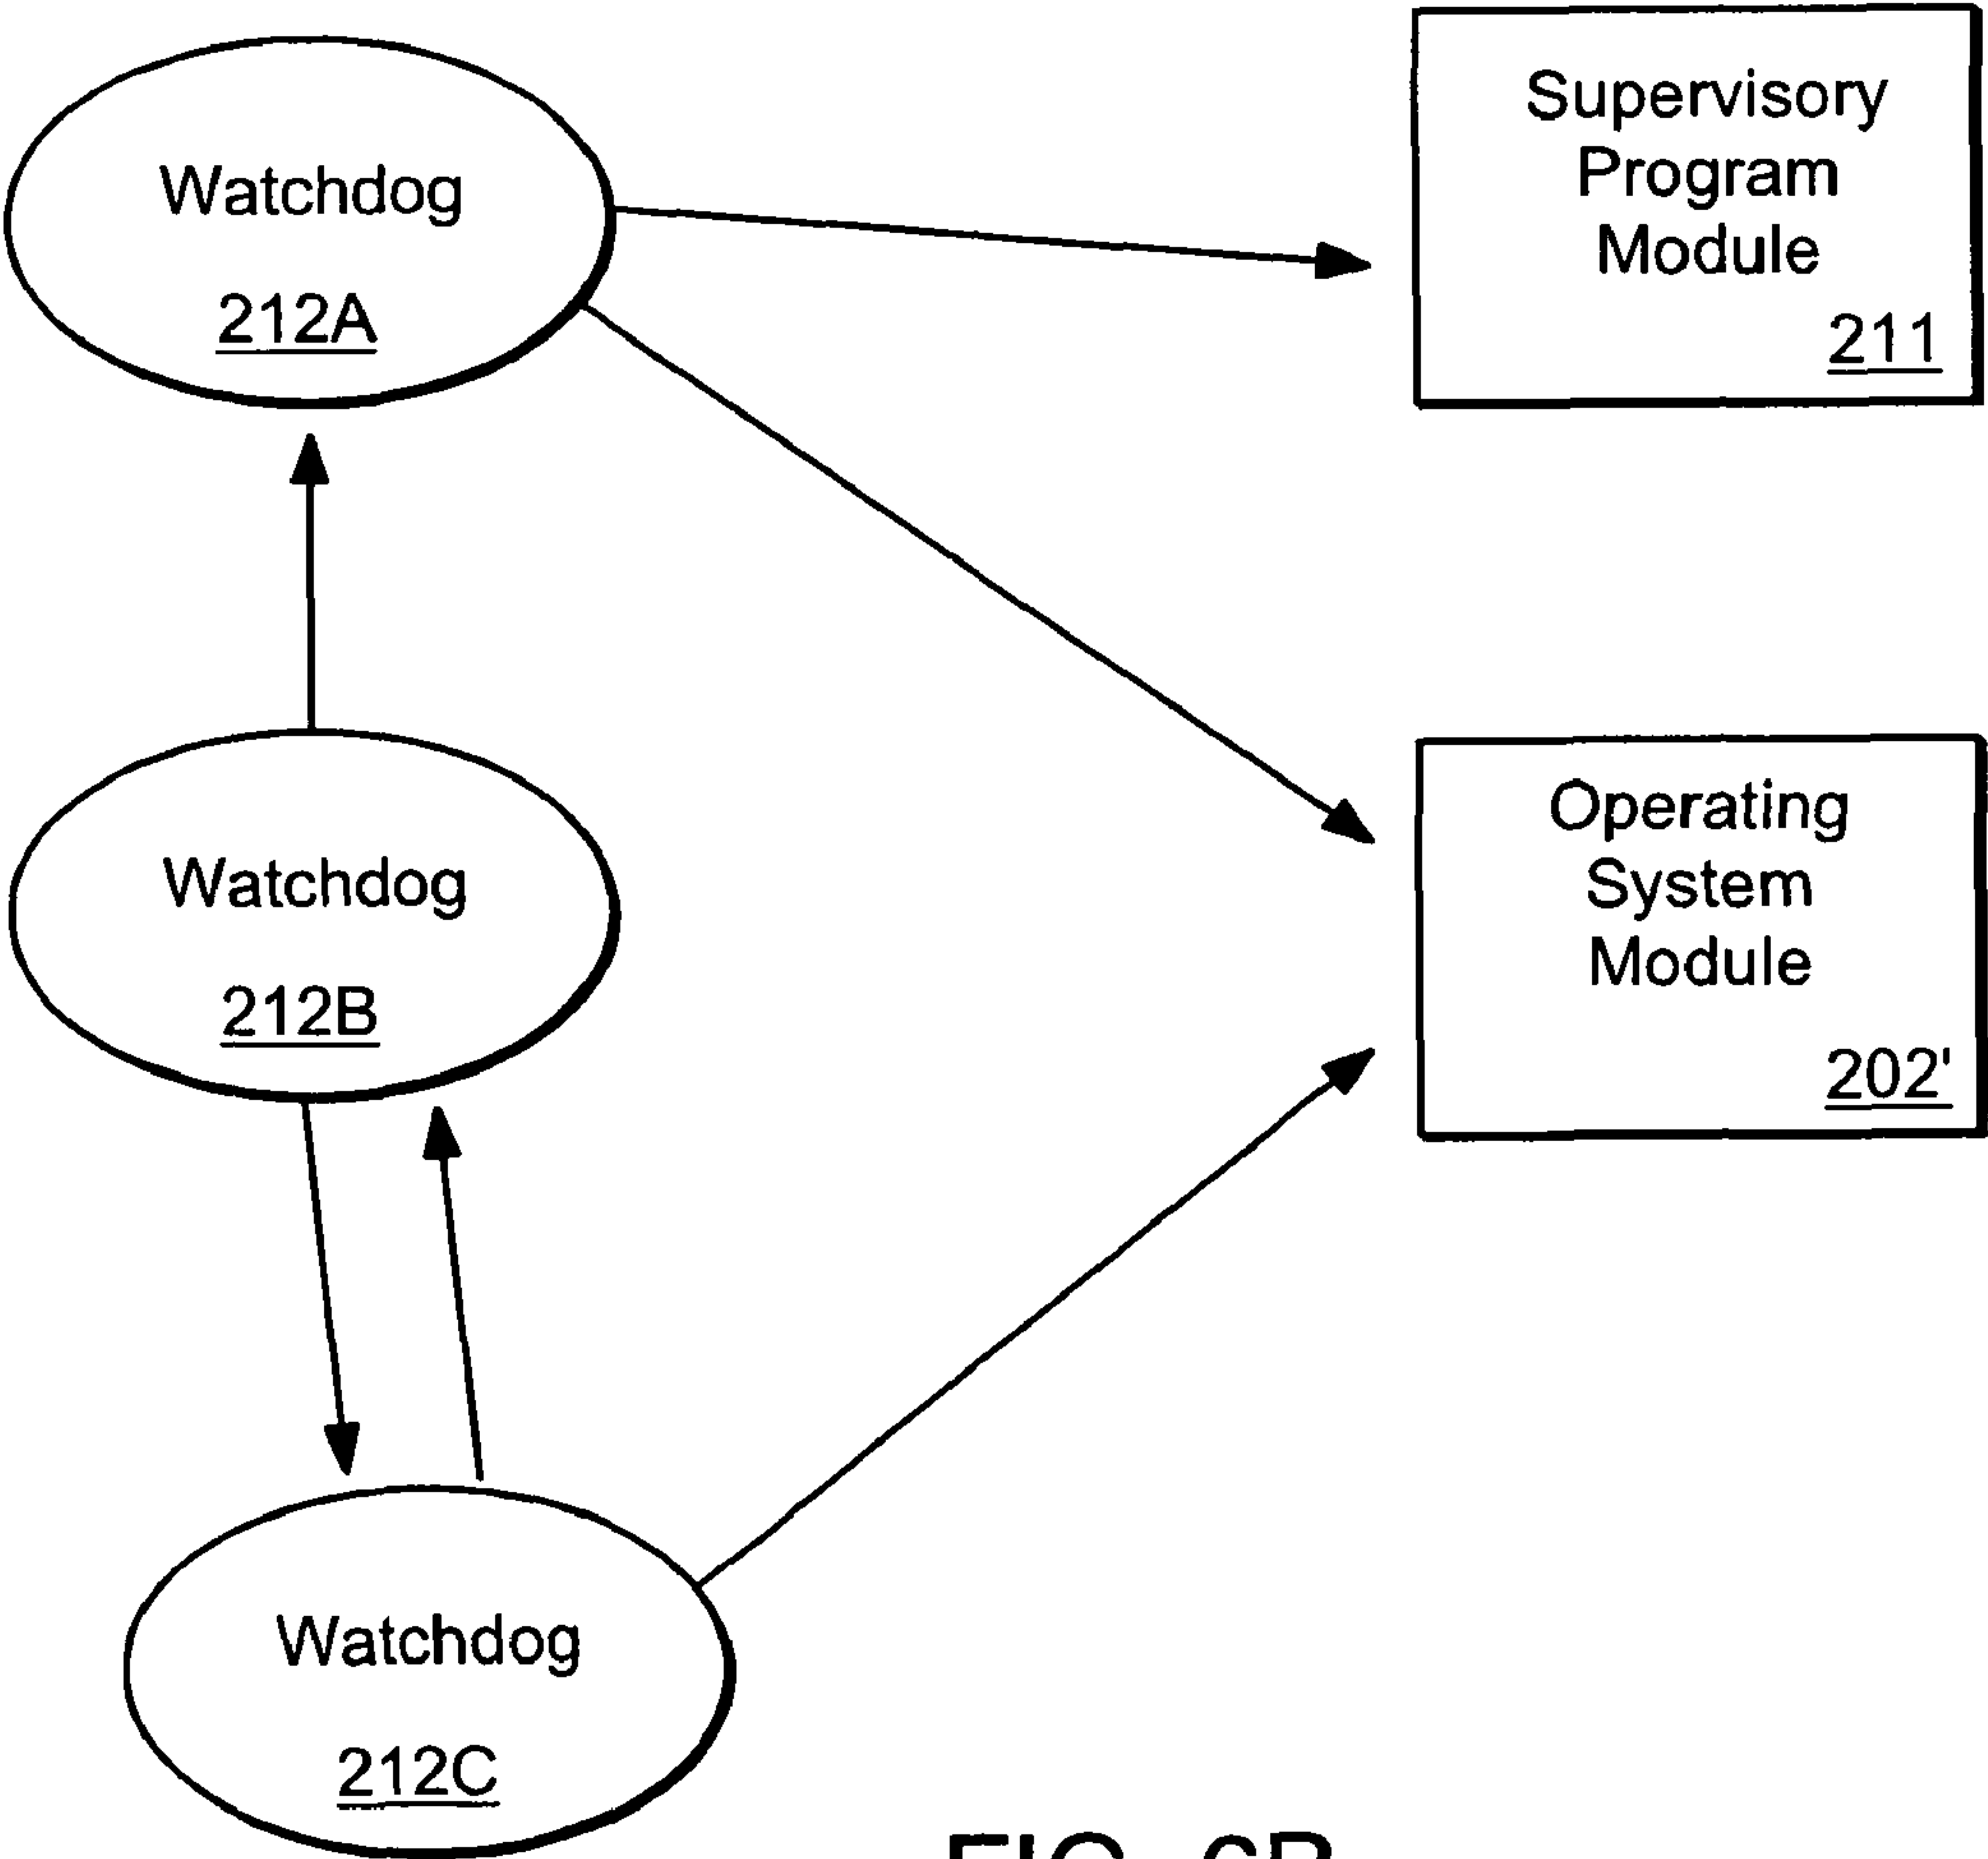 Watchdog
212A
Supervisory
Program
Module
211
Watchdog
212B
Operating
System
Module
202'
Watchdog
212C